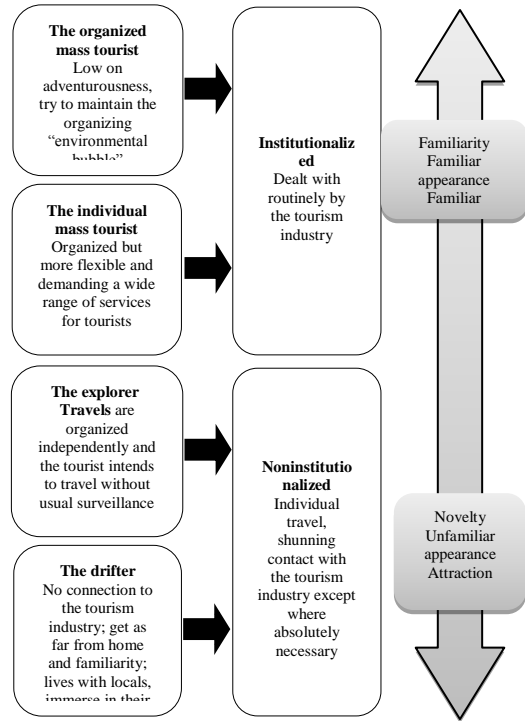 The organized
mass tourist
Low on
adventurousness,
try to maintain the
organizing
“environmental
bubble”
The individual
mass tourist
Organized but
more flexible and
demanding a wide
range of services
for tourists
The explorer
Travels are
organized
independently and
the tourist intends
to travel without
usual surveillance
The drifter
No connection to
the tourism
industry; get as
far from home
and familiarity;
lives with locals,
immerse in their
Institutionaliz
ed
Dealt with
routinely by
the tourism
industry
Noninstitutio
nalized
Individual
travel,
shunning
contact with
the tourism
industry except
where
absolutely
necessary
Familiarity
Familiar
appearance
Familiar
Novelty
Unfamiliar
appearance
Attraction